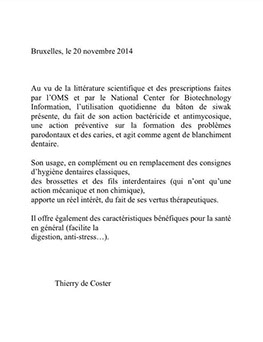 Bruxelles, le 20 novembre 2014
Au vu de la littérature scientifique et des prescriptions faites
par l'OMS et par le National Center for Biotechnology
Information, l'utilisation quotidienne du bâton de siwak
présente, du fait de son action bactéricide et antimycosique,
une action préventive sur la formation des problèmes
parodontaux et des caries, et agit comme agent de blanchiment
dentaire.
Son usage, en complément ou en remplacement des consignes
d'hygiène dentaires classiques,
des brossettes et des fils interdentaires (qui n'ont qu'une
action mécanique et non chimique),
apporte un réel intérêt, du fait de ses vertus thérapeutiques.
Il offre également des caractéristiques bénéfiques pour la santé
en général (facilite la
digestion, anti-stress…).
Thierry de Coster